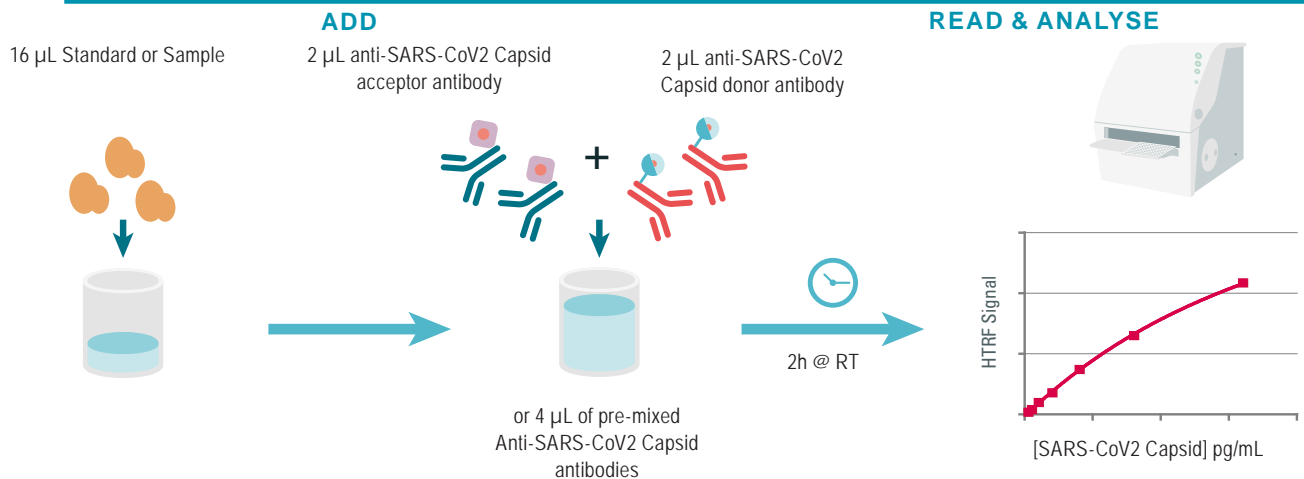 ADD
READ & ANALYSE
16 µL Standard or Sample
2 µL anti-SARS-CoV2 Capsid
acceptor antibody
2 µL anti-SARS-CoV2
Capsid donor antibody
+
2h @ RT
or 4 µL of pre-mixed
Anti-SARS-CoV2 Capsid
antibodies
HTRF Signal
[SARS-CoV2 Capsid] pg/mL